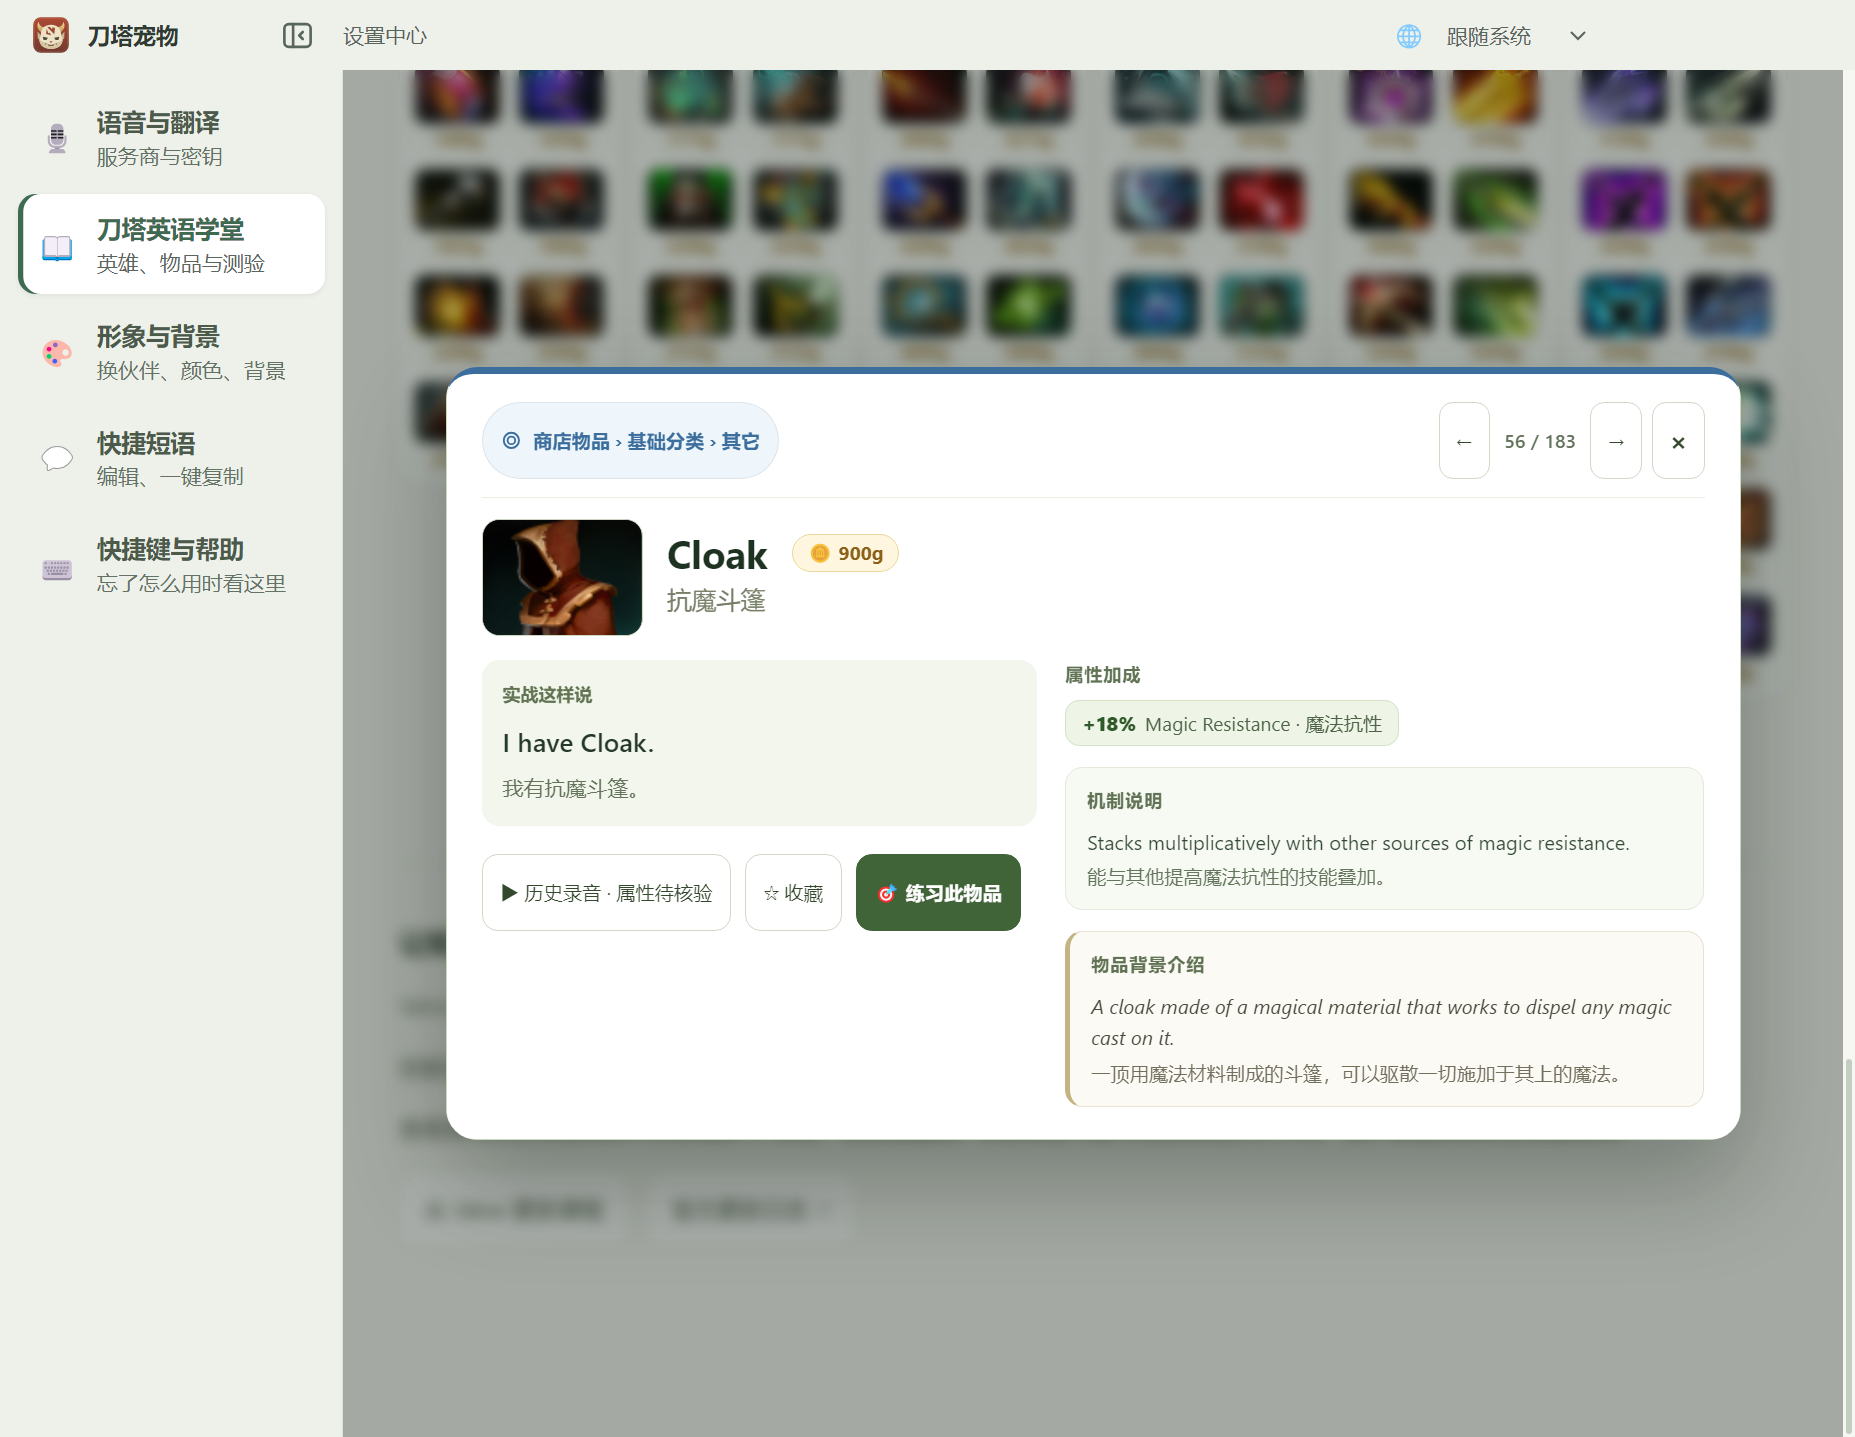 刀塔宠物
设置中心
跟随系统
语音与翻译
服务商与密钥
刀塔英语学堂
英雄、物品与测验
形象与背景
换伙伴、颜色、背景
快捷短语
编辑、一键复制
快捷键与帮助
忘了怎么用时看这里
◎ 商店物品 › 基础分类 › 其它
← 56 / 183 → ×
Cloak
900g
抗魔斗篷
实战这样说
I have Cloak.
我有抗魔斗篷。
▶ 历史录音 · 属性待核验
☆ 收藏
练习此物品
属性加成
+18% Magic Resistance · 魔法抗性
机制说明
Stacks multiplicatively with other sources of magic resistance.
能与其他提高魔法抗性的技能叠加。
物品背景介绍
A cloak made of a magical material that works to dispel any magic
cast on it.
一顶用魔法材料制成的斗篷，可以驱散一切施加于其上的魔法。